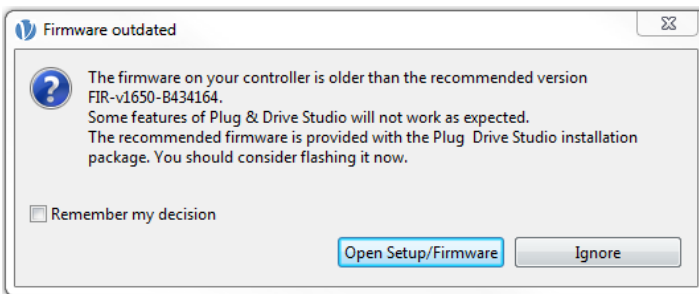 Firmware outdated
The firmware on your controller is older than the recommended version
FIR-v1650-B434164.
Some features of Plug & Drive Studio will not work as expected.
The recommended firmware is provided with the Plug  Drive Studio installation
package. You should consider flashing it now.
Remember my decision
Open Setup/Firmware
Ignore